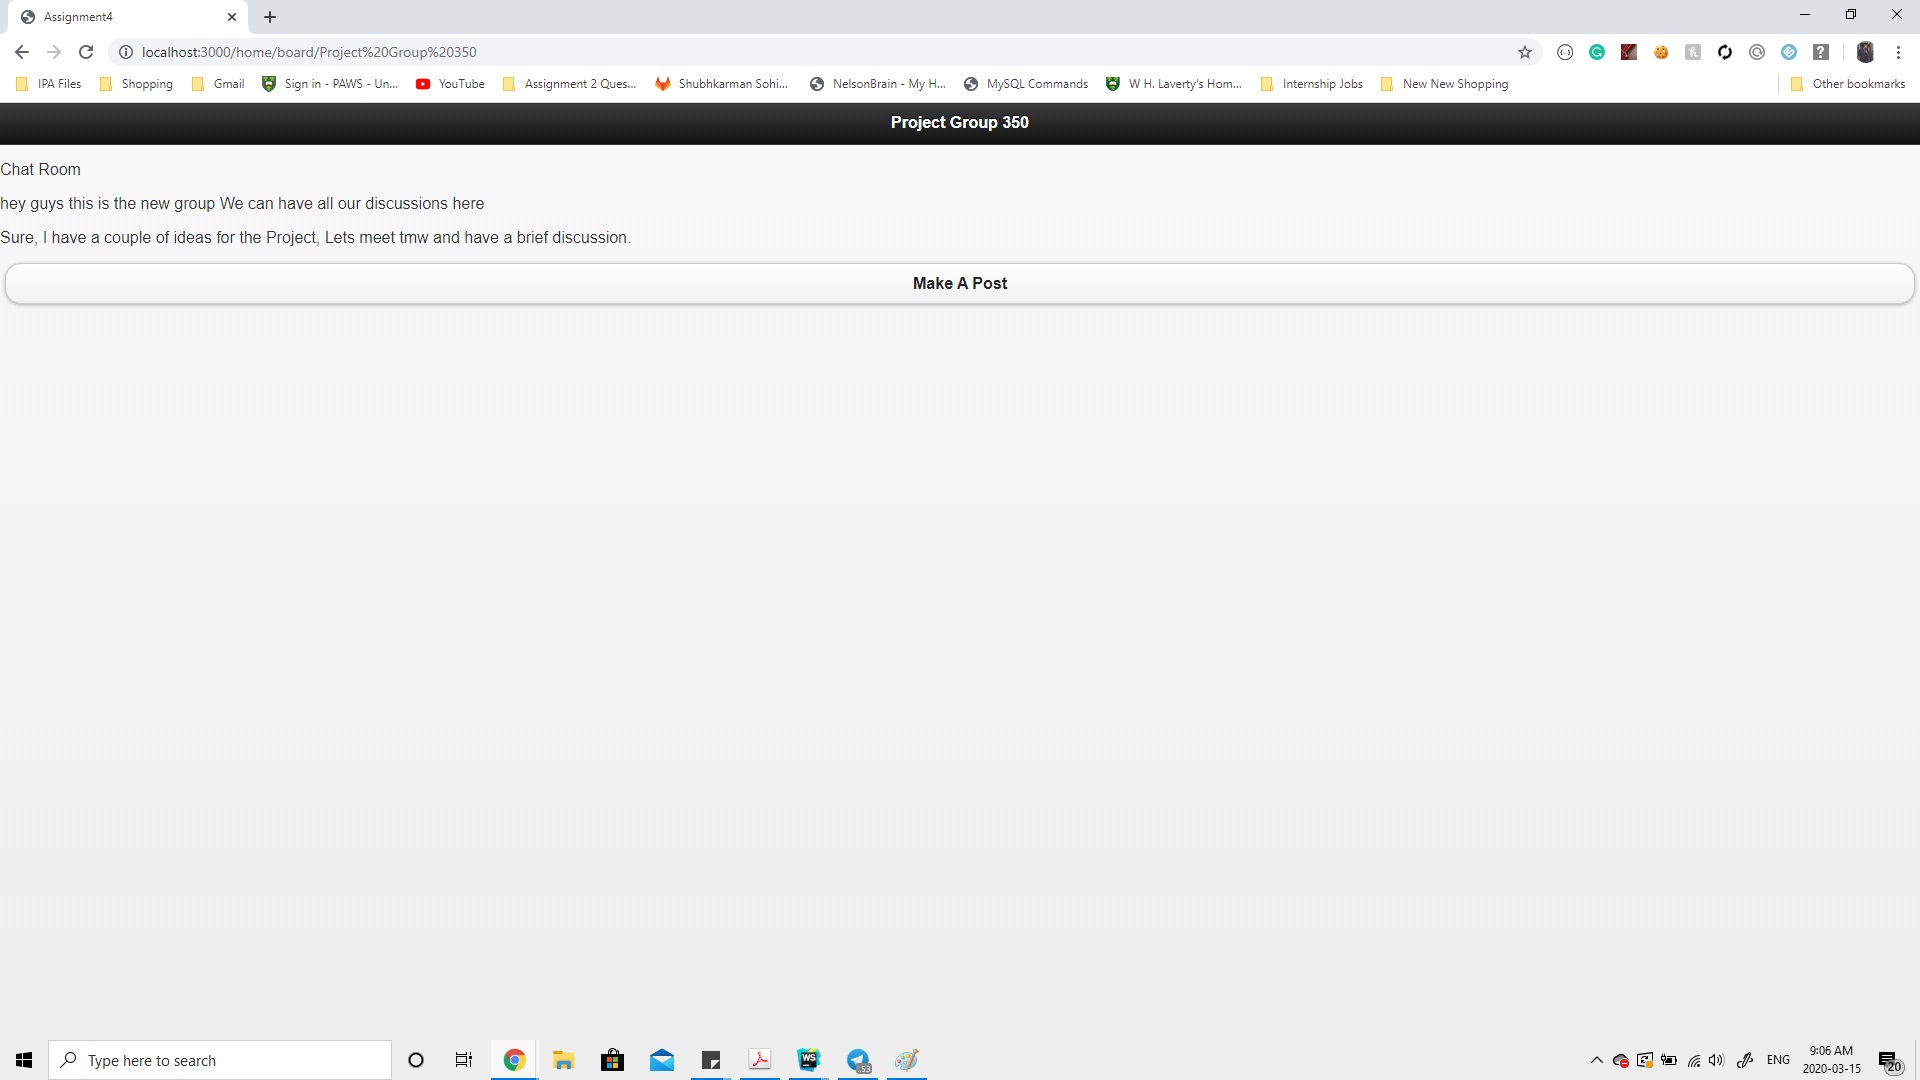 Assignment4
localhost:3000/home/board/Project%20Group%20350
IPA Files Shopping Gmail Sign in - PAWS - Un... YouTube Assignment 2 Ques... Shubhkarman Sohi... NelsonBrain - My H... MySQL Commands W H. Laverty's Hom... Internship Jobs New New Shopping Other bookmarks
Project Group 350
Chat Room
hey guys this is the new group We can have all our discussions here
Sure, I have a couple of ideas for the Project, Lets meet tmw and have a brief discussion.
Make A Post
Type here to search
WS
.53
ENG
9:06 AM
2020-03-15
20